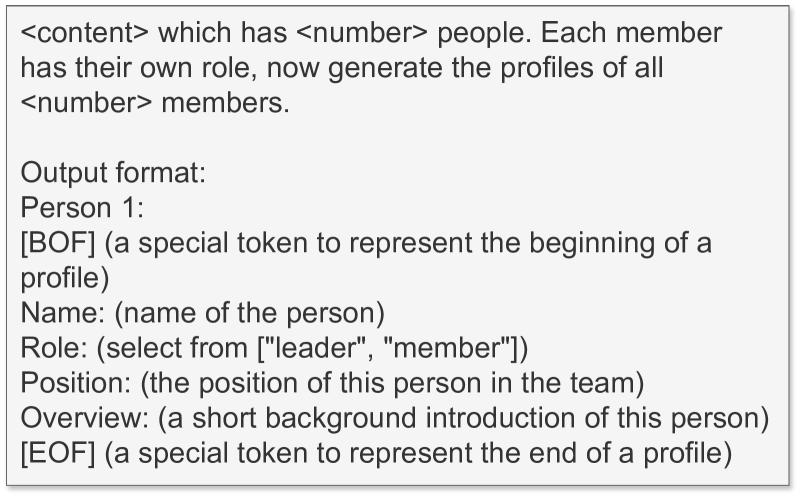 <content> which has <number> people. Each member
has their own role, now generate the profiles of all
<number> members.

Output format:
Person 1:
[BOF] (a special token to represent the beginning of a
profile)
Name: (name of the person)
Role: (select from ["leader", "member"])
Position: (the position of this person in the team)
Overview: (a short background introduction of this person)
[EOF] (a special token to represent the end of a profile)